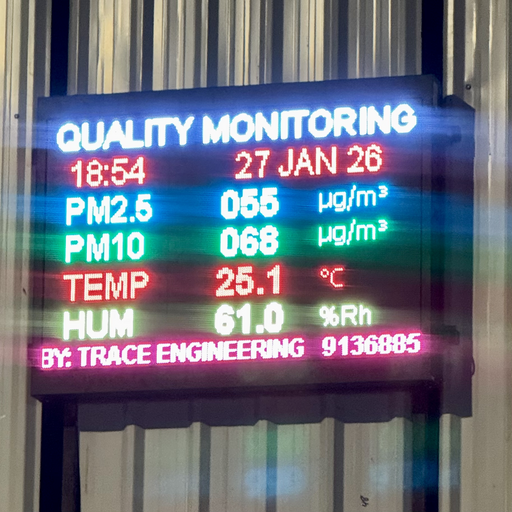 QUALITY MONITORING
18:54 27 JAN 26
PM2.5 055 µg/m³
PM10 068 µg/m³
TEMP 25.1 °C
HUM 61.0 %Rh
BY: TRACE ENGINEERING 9136885